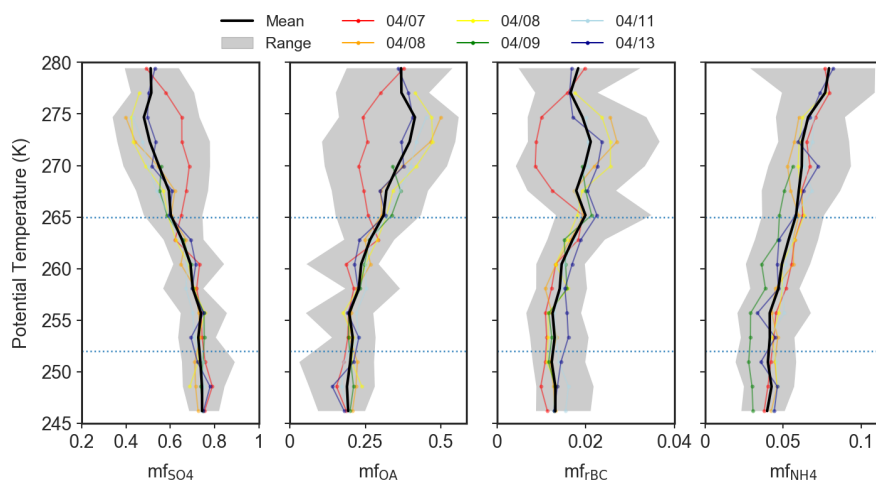 Mean 04/07 04/08 04/11
Range 04/08 04/09 04/13
Potential Temperature (K)
280
275
270
265
260
255
250
245
0.2 0.4 0.6 0.8 1
0 0.25 0.5
0 0.02 0.04
0.05 0.1
mfSO4 mfOA mfrBC mfNH4